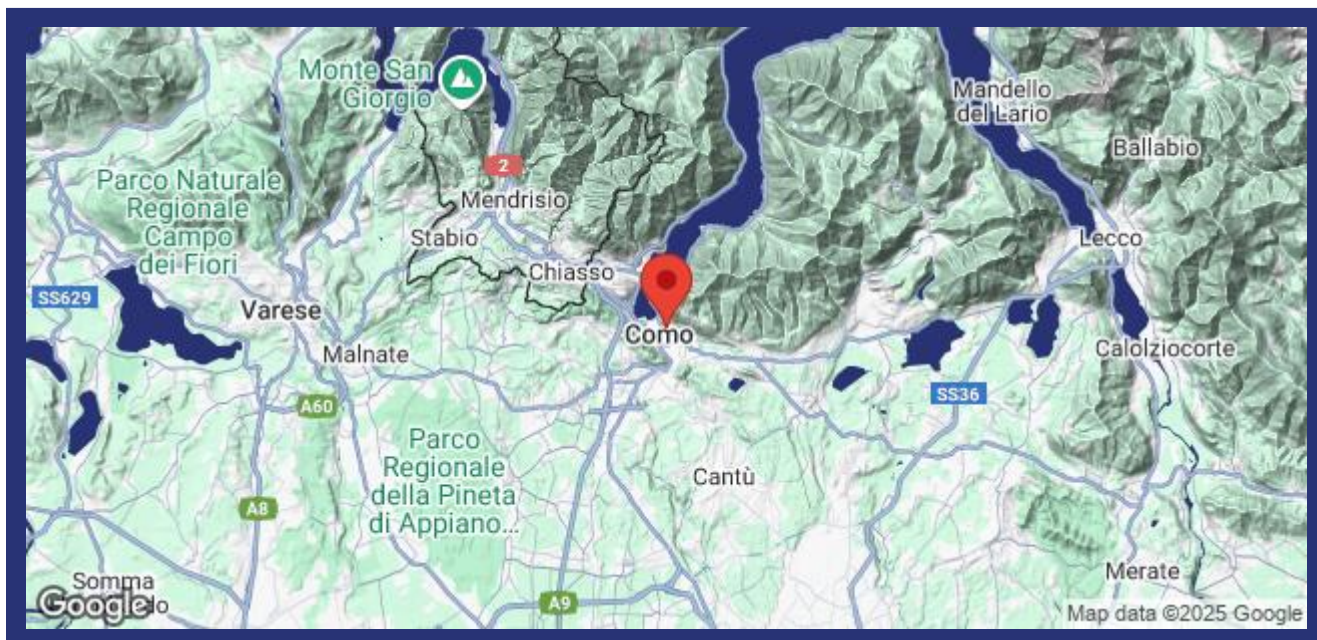 Monte San
Giorgio
Mandello
del Lario
Ballabio
2
Parco Naturale
Regionale
Campo
dei Fiori
Mendrisio
Stabio
Lecco
Chiasso
SS629
Varese
Como
Malnate
Calolziocorte
SS36
A60
Parco
Regionale
della Pineta
di Appiano...
Cantù
A8
Somma
Merate
Google
A9
Map data ©2025 Google